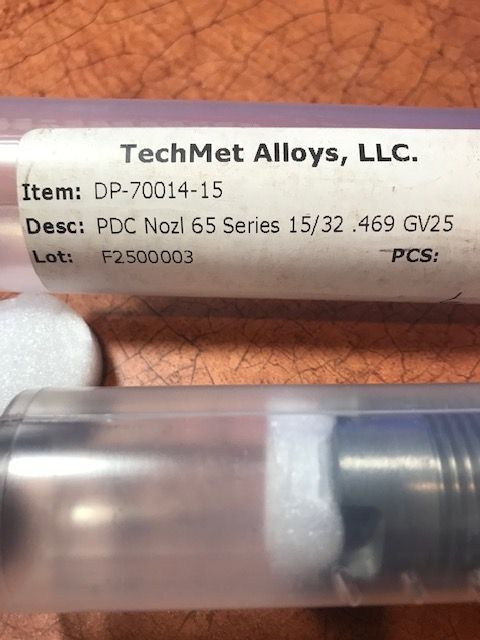 TechMet Alloys, LLC.
Item: DP-70014-15
Desc: PDC Nozl 65 Series 15/32 .469 GV25
Lot: F2500003 PCS: